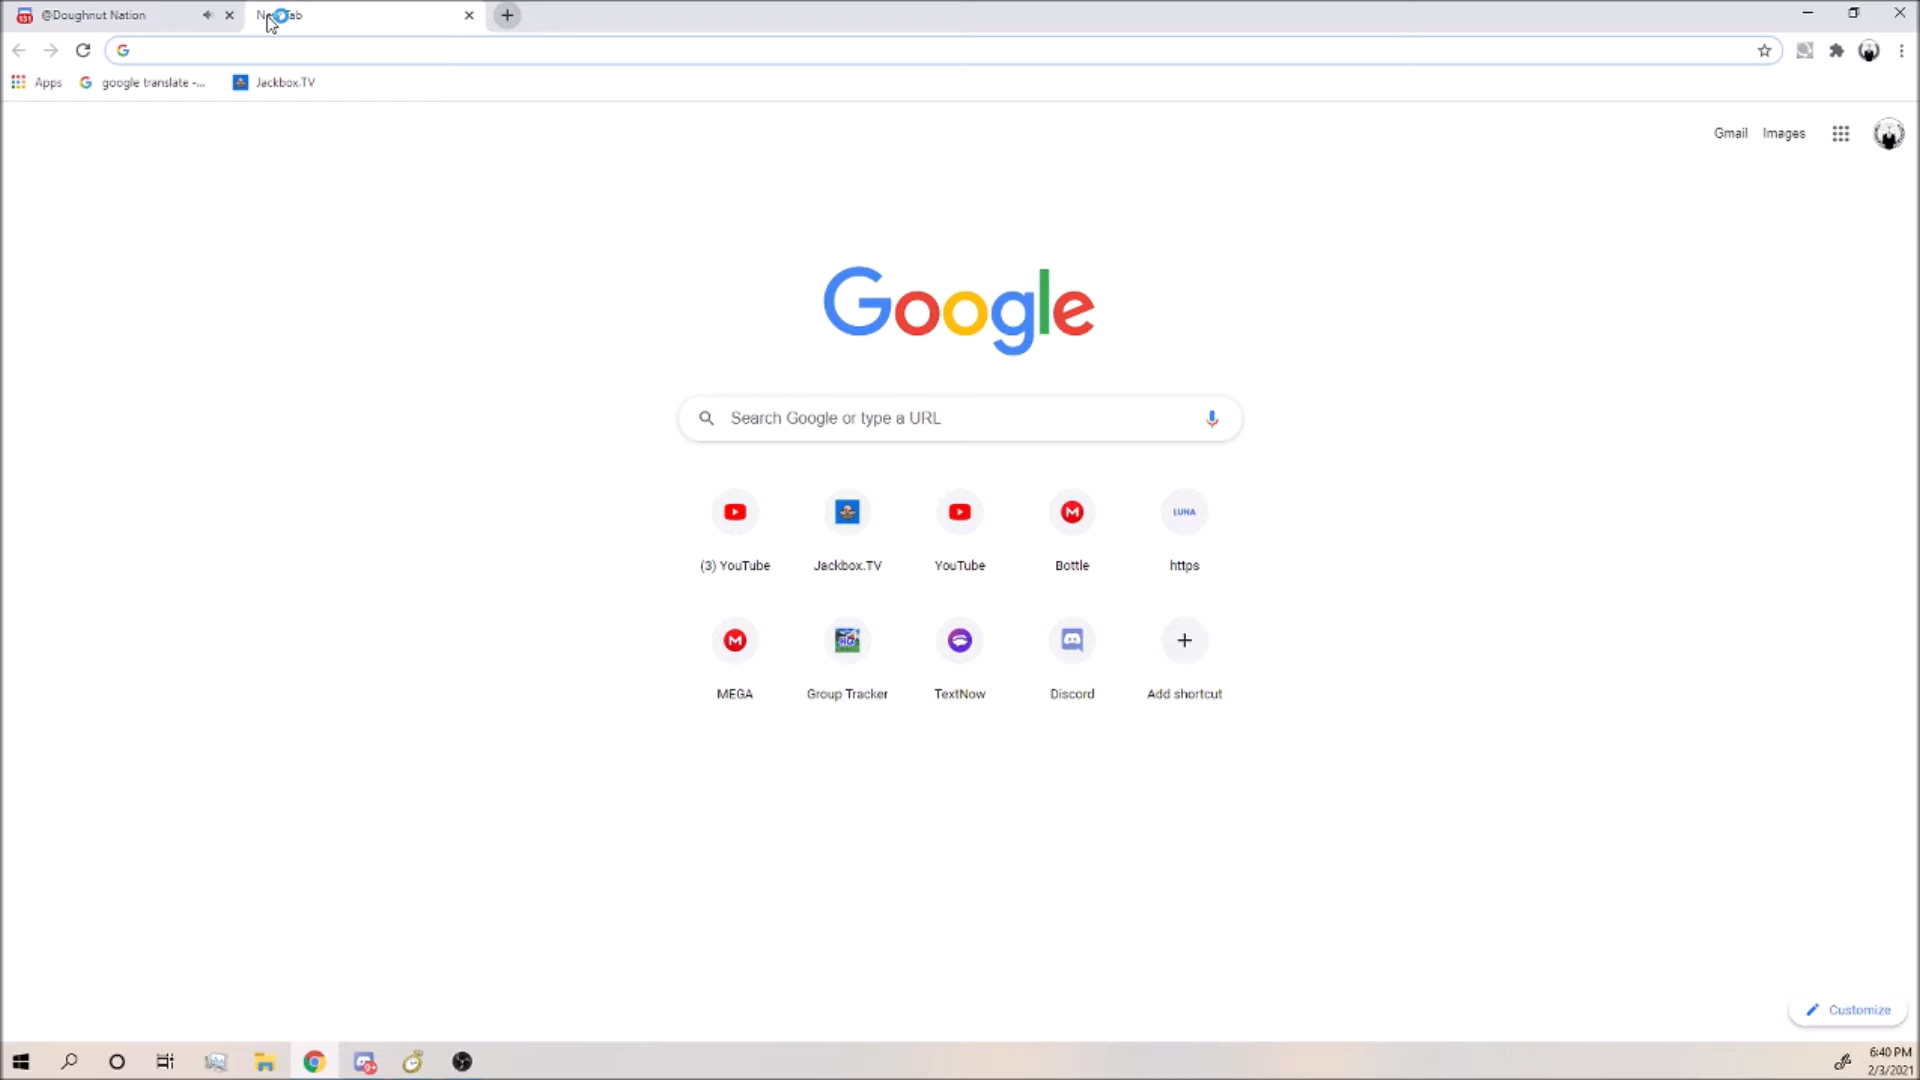 @Doughnut Nation
Apps google translate -... Jackbox.TV
Gmail Images
Google
Search Google or type a URL
LUNA
(3) YouTube Jackbox.TV YouTube Bottle https
HQ
MEGA Group Tracker TextNow Discord Add shortcut
Customize
6:40 PM
2/3/2021